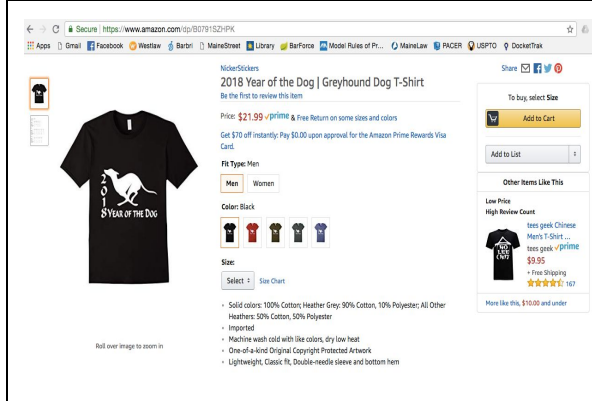 Secure https://www.amazon.com/dp/B0791SZHPK
Apps Gmail Facebook Westlaw Barbri MaineStreet Library BarForce Model Rules of Pr... MaineLaw PACER USPTO DocketTrak
NickerStickers
2018 Year of the Dog | Greyhound Dog T-Shirt
Be the first to review this item
Price: $21.99 prime & Free Return on some sizes and colors
Get $70 off instantly: Pay $0.00 upon approval for the Amazon Prime Rewards Visa
Card.
Fit Type: Men
Men Women
Color: Black
Size:
Select Size Chart
Solid colors: 100% Cotton; Heather Grey: 90% Cotton, 10% Polyester; All Other
Heathers: 50% Cotton, 50% Polyester
Imported
Machine wash cold with like colors, dry low heat
One-of-a-kind Original Copyright Protected Artwork
Lightweight, Classic fit, Double-needle sleeve and bottom hem
2018 YEAR OF THE DOG
Roll over image to zoom in
Share
To buy, select Size
Add to Cart
Add to List
Other Items Like This
Low Price
High Review Count
tees geek Chinese
Men's T-Shirt ...
tees geek prime
$9.95
+ Free Shipping
167
More like this, $10.00 and under